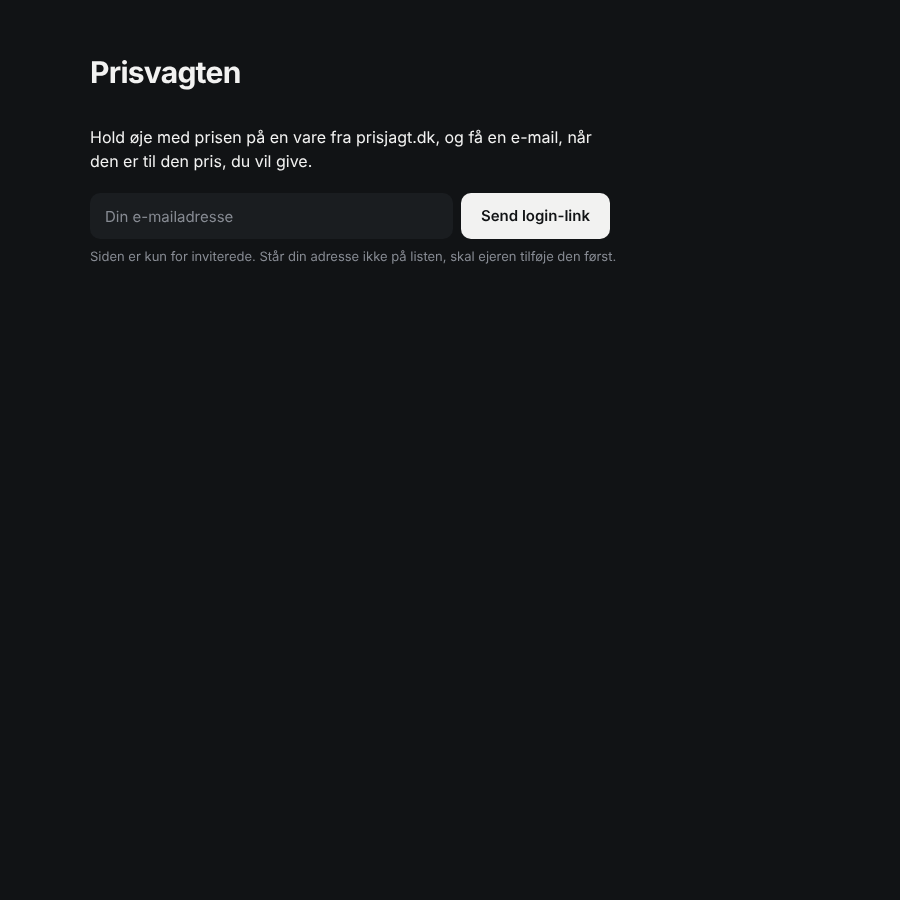 Prisvagten
Hold øje med prisen på en vare fra prisjagt.dk, og få en e-mail, når
den er til den pris, du vil give.
Din e-mailadresse
Send login-link
Siden er kun for inviterede. Står din adresse ikke på listen, skal ejeren tilføje den først.